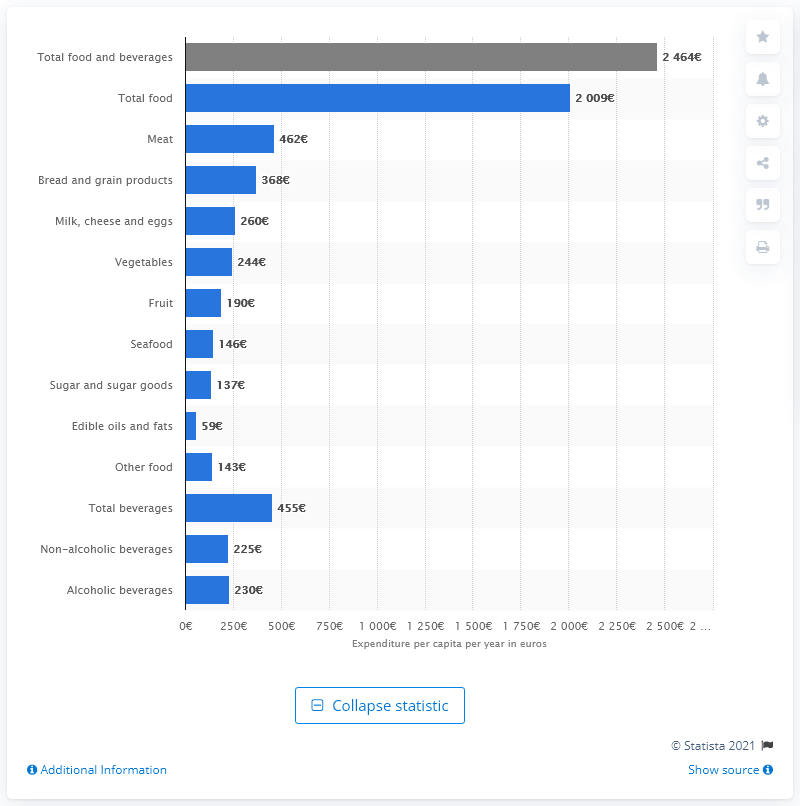 Total food and beverages 2 464€
Total food 2 009€
Meat 462€
Bread and grain products 368€
Milk, cheese and eggs 260€
Vegetables 244€
Fruit 190€
Seafood 146€
Sugar and sugar goods 137€
Edible oils and fats 59€
Other food 143€
Total beverages 455€
Non-alcoholic beverages 225€
Alcoholic beverages 230€
0€ 250€ 500€ 750€ 1 000€ 1 250€ 1 500€ 1 750€ 2 000€ 2 250€ 2 500€ 2 …
Expenditure per capita per year in euros
Collapse statistic
© Statista 2021
Additional Information Show source